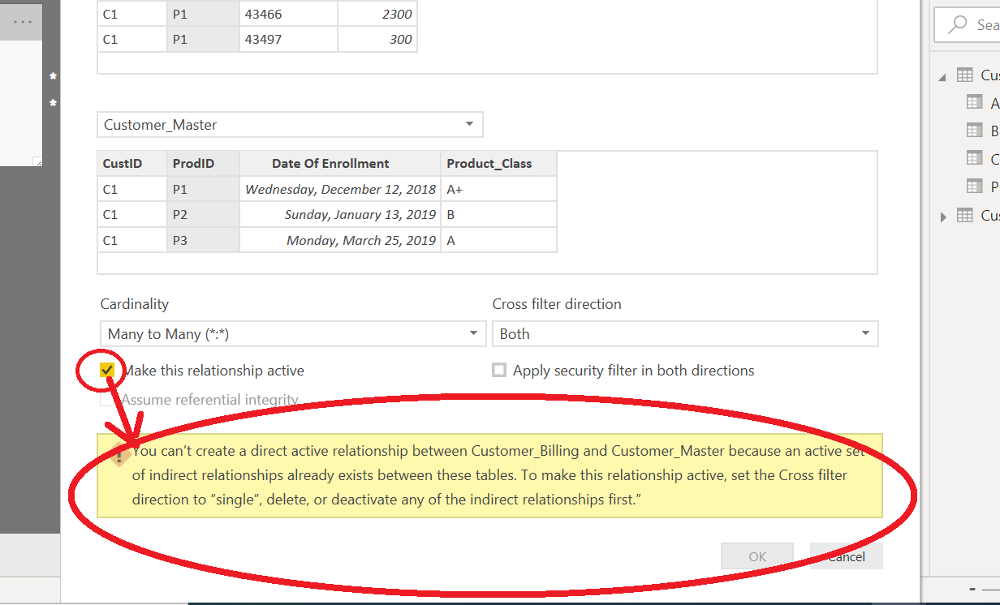 ...
C1 P1 43466 2300
C1 P1 43497 300
*
*
Customer_Master
CustID ProdID Date Of Enrollment Product_Class
C1 P1 Wednesday, December 12, 2018 A+
C1 P2 Sunday, January 13, 2019 B
C1 P3 Monday, March 25, 2019 A
Cardinality Cross filter direction
Many to Many (*:*) Both
Make this relationship active Apply security filter in both directions
Assume referential integrity
You can’t create a direct active relationship between Customer_Billing and Customer_Master because an active set
of indirect relationships already exists between these tables. To make this relationship active, set the Cross filter
direction to “single”, delete, or deactivate any of the indirect relationships first.”
OK Cancel
Sea
Cus
A
B
C
P
Cus